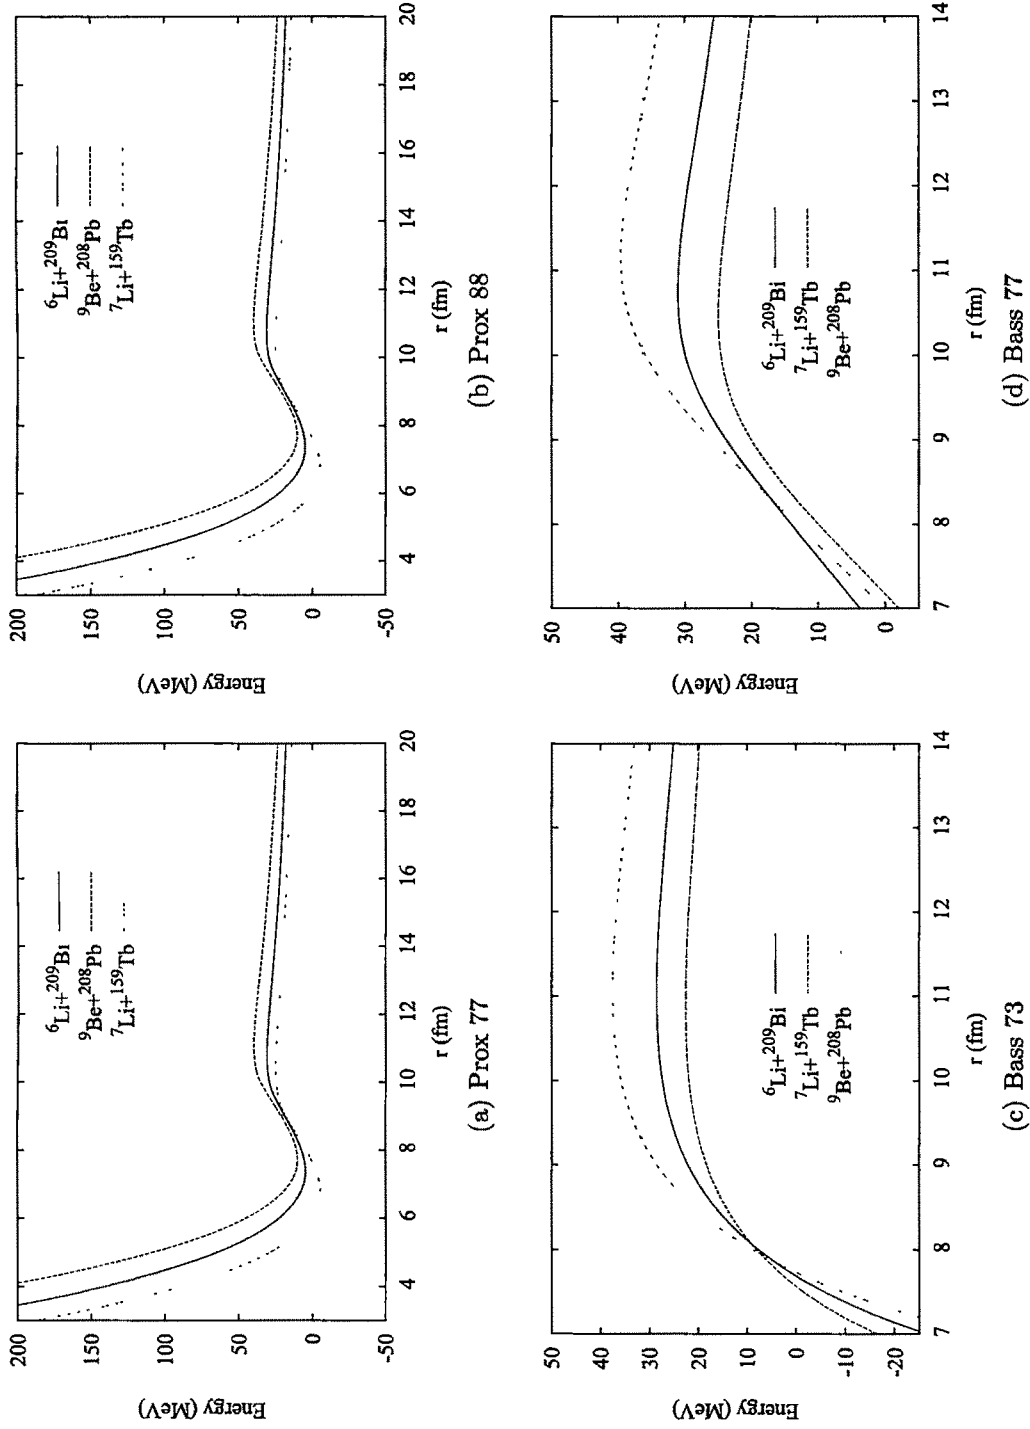 200
150
100
50
0
-50
Energy (MeV)
⁶Li+²⁰⁹Bi
⁹Be+²⁰⁸Pb
⁷Li+¹⁵⁹Tb
4 6 8 10 12 14 16 18 20
r (fm)
(a) Prox 77
200
150
100
50
0
-50
Energy (MeV)
⁶Li+²⁰⁹Bi
⁹Be+²⁰⁸Pb
⁷Li+¹⁵⁹Tb
4 6 8 10 12 14 16 18 20
r (fm)
(b) Prox 88
50
40
30
20
10
0
-10
-20
Energy (MeV)
⁶Li+²⁰⁹Bi
⁷Li+¹⁵⁹Tb
⁹Be+²⁰⁸Pb
7 8 9 10 11 12 13 14
r (fm)
(c) Bass 73
50
40
30
20
10
0
Energy (MeV)
⁶Li+²⁰⁹Bi
⁷Li+¹⁵⁹Tb
⁹Be+²⁰⁸Pb
7 8 9 10 11 12 13 14
r (fm)
(d) Bass 77